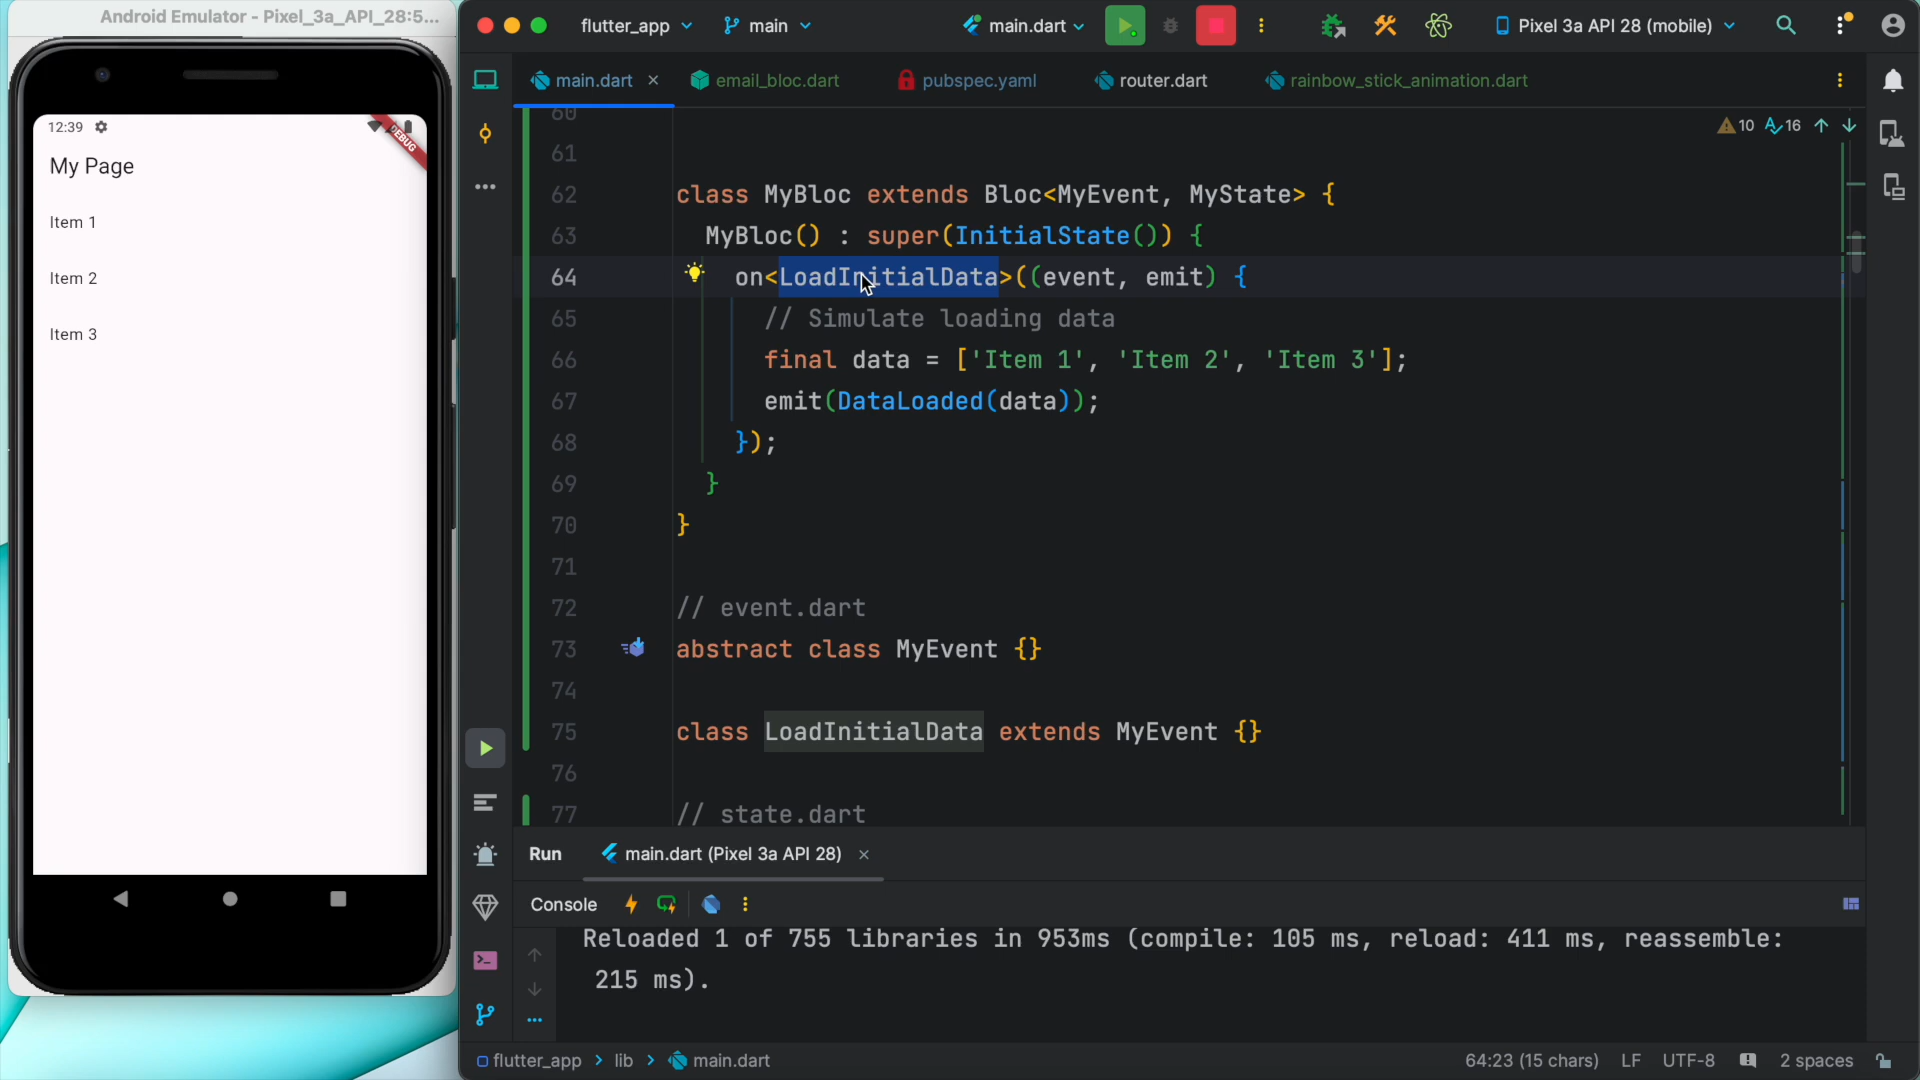 Android Emulator - Pixel_3a_API_28:5...
12:39
DEBUG
My Page
Item 1
Item 2
Item 3
flutter_app
main
main.dart
Pixel 3a API 28 (mobile)
main.dart
email_bloc.dart
pubspec.yaml
router.dart
rainbow_stick_animation.dart
10
16
60
61
62 class MyBloc extends Bloc<MyEvent, MyState> {
63 MyBloc() : super(InitialState()) {
64 on<LoadInitialData>((event, emit) {
65 // Simulate loading data
66 final data = ['Item 1', 'Item 2', 'Item 3'];
67 emit(DataLoaded(data));
68 });
69 }
70 }
71
72 // event.dart
73 abstract class MyEvent {}
74
75 class LoadInitialData extends MyEvent {}
76
77 // state.dart
Run
main.dart (Pixel 3a API 28)
Console
Reloaded 1 of 755 libraries in 953ms (compile: 105 ms, reload: 411 ms, reassemble:
215 ms).
flutter_app > lib > main.dart
64:23 (15 chars)
LF
UTF-8
2 spaces